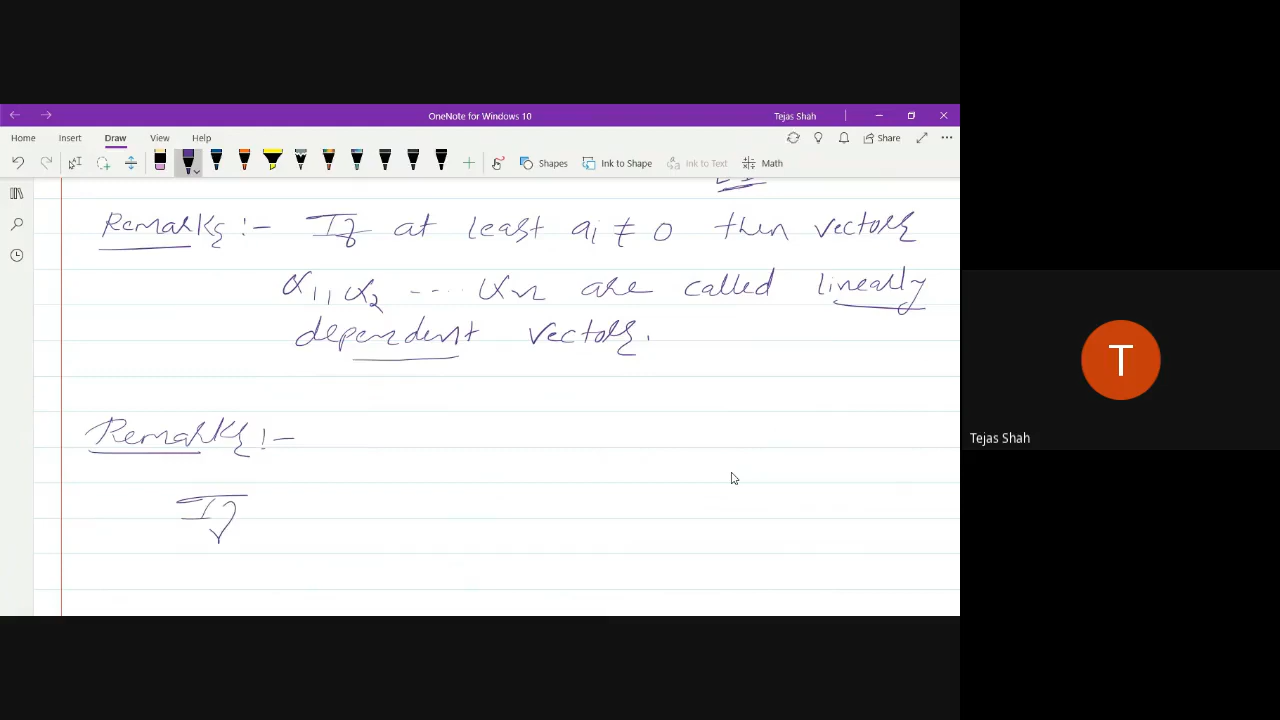 OneNote for Windows 10
Tejas Shah
Home Insert Draw View Help
Share
Shapes Ink to Shape Ink to Text Math
Remarks :- If at least ai ≠ 0 then vectors
α1, α2 .... αn are called linearly
dependent vectors.
Remarks :-
If
T
Tejas Shah